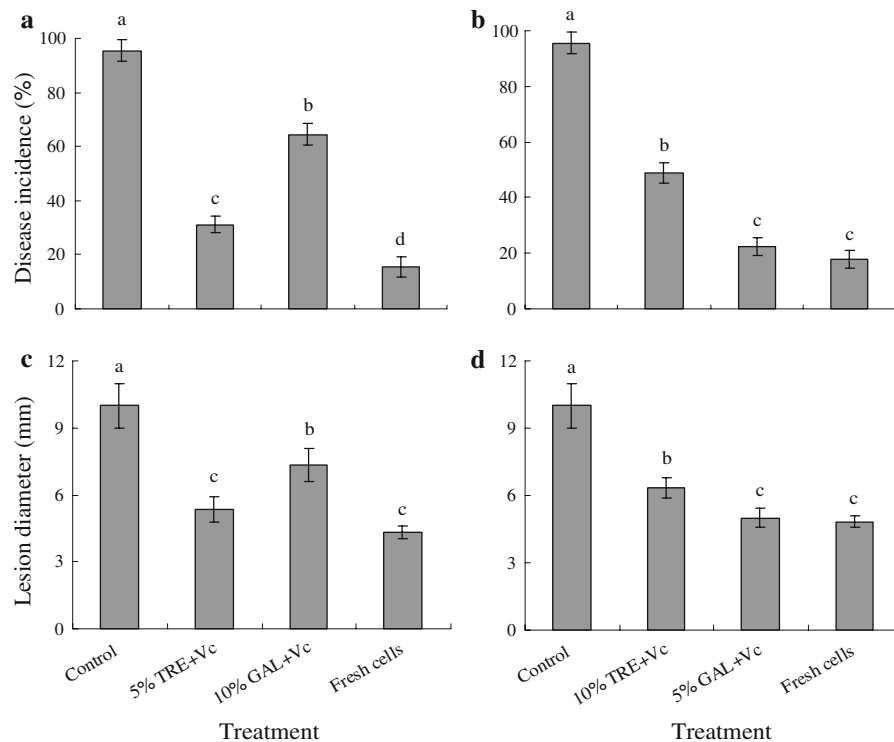 a
Disease incidence (%)
100
80
60
40
20
0
a
c
b
d
b
100
80
60
40
20
0
a
b
c
c
c
Lesion diameter (mm)
12
9
6
3
0
a
c
b
c
Control
5% TRE+Vc
10% GAL+Vc
Fresh cells
Treatment
d
12
9
6
3
0
a
b
c
c
Control
10% TRE+Vc
5% GAL+Vc
Fresh cells
Treatment